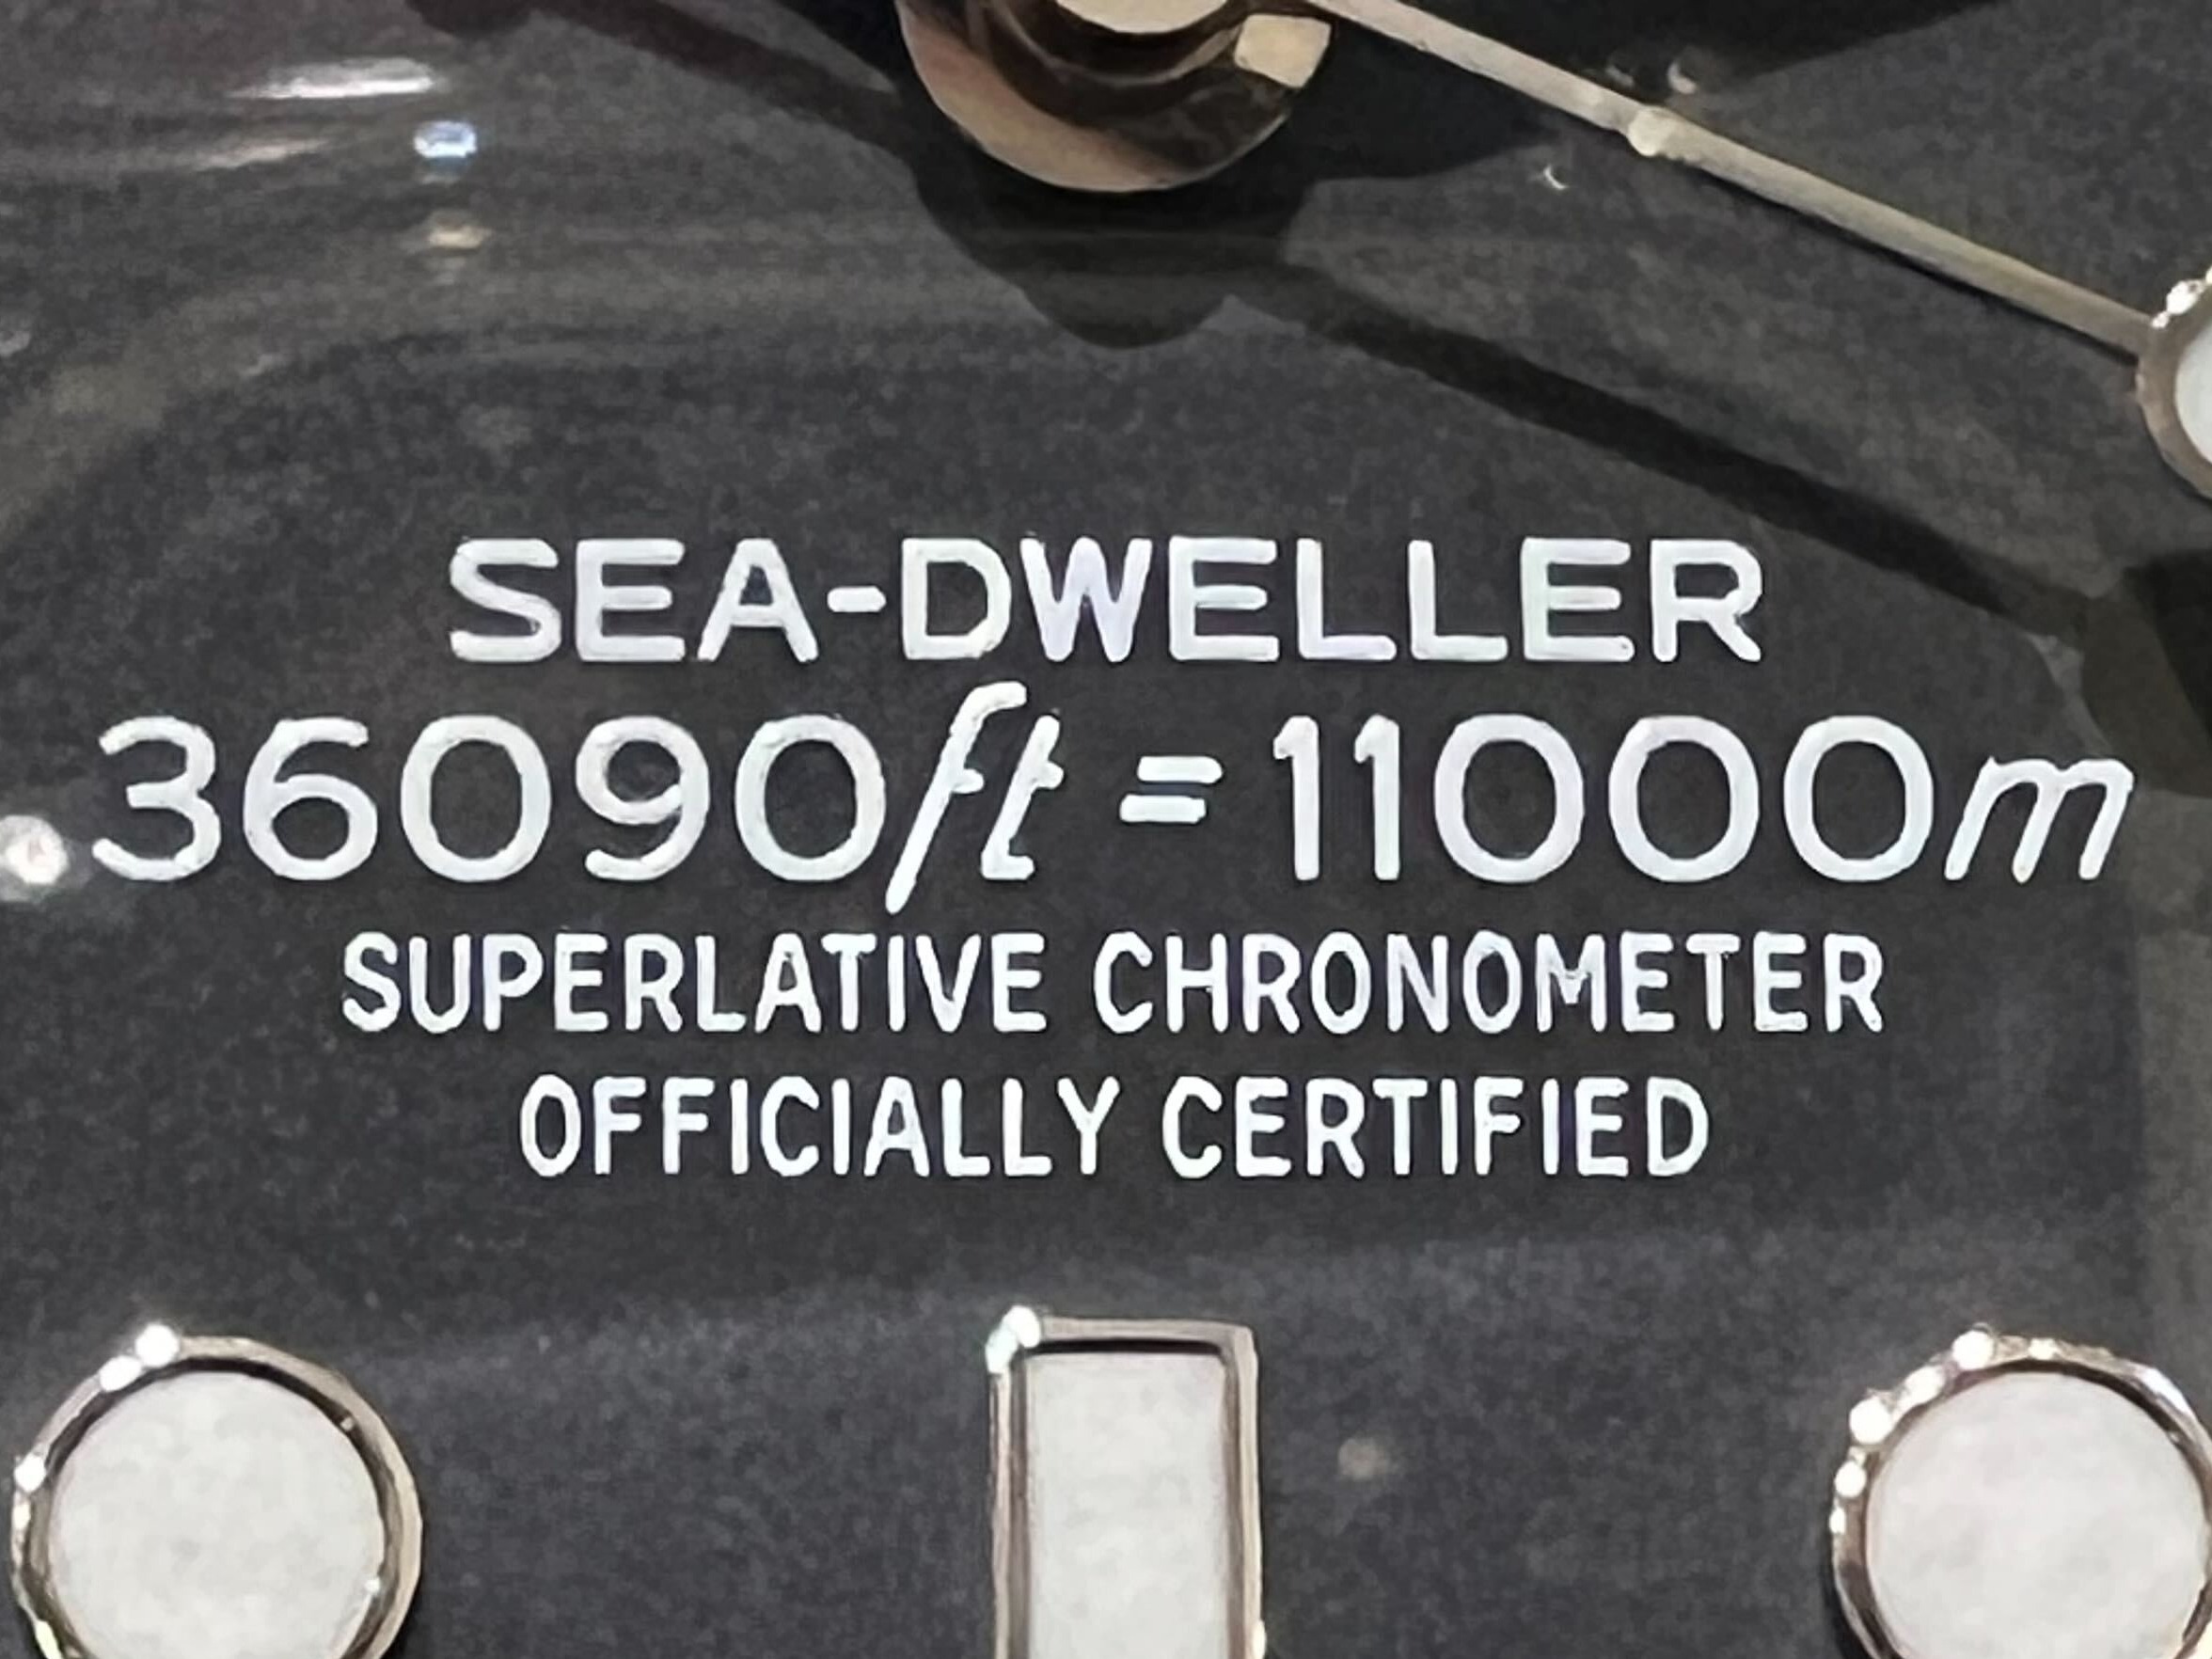 SEA-DWELLER
36090ft = 11000m
SUPERLATIVE CHRONOMETER
OFFICIALLY CERTIFIED